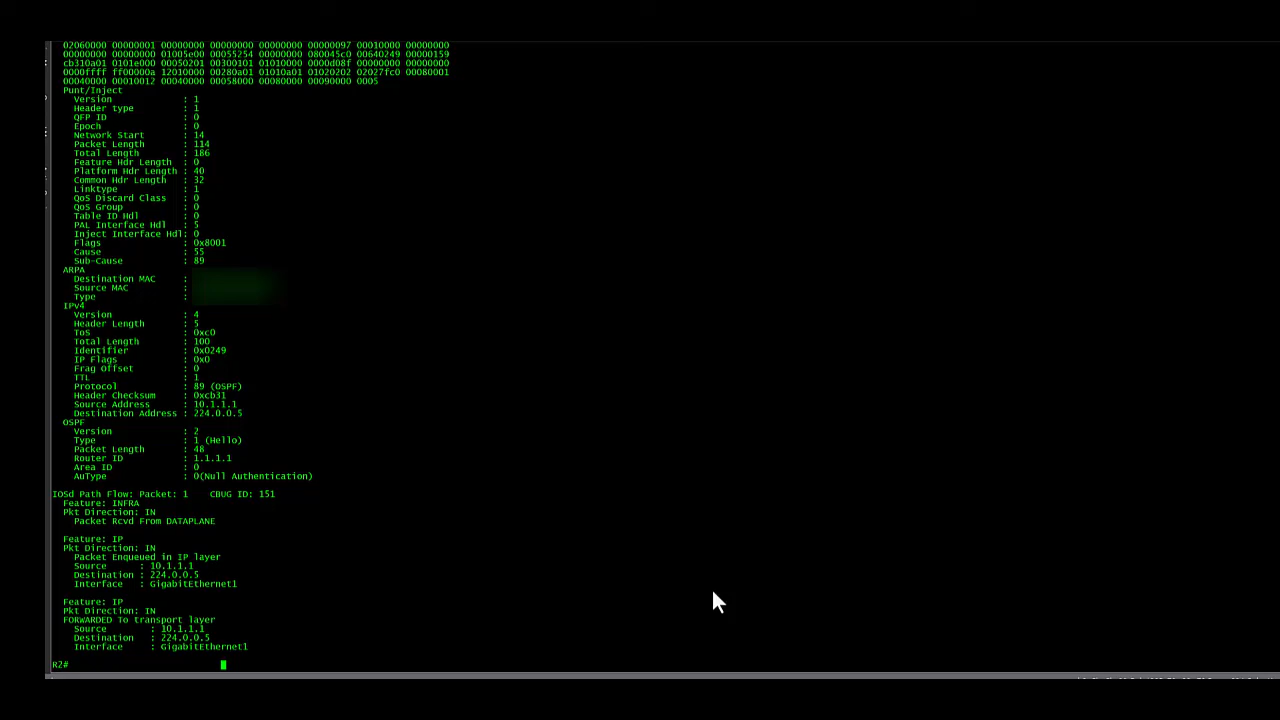 02060000 00000001 00000000 00000000 00000000 00000097 00010000 00000000
00000000 00000000 01005e00 00055254 00000000 080045c0 00640249 00000159
cb310a01 0101e000 00050201 00300101 01010000 0000d08f 00000000 00000000
0000ffff ff00000a 12010000 00280a01 01010a01 01020202 02027fc0 00080001
00040000 00010012 00040000 00058000 00080000 00090000 0005
Punt/Inject
Version : 1
Header type : 1
QFP ID : 0
Epoch : 0
Network Start : 14
Packet Length : 114
Total Length : 186
Feature Hdr Length : 0
Platform Hdr Length : 40
Common Hdr Length : 32
Linktype : 1
QoS Discard Class : 0
QoS Group : 0
Table ID Hdl : 0
PAL Interface Hdl : 5
Inject Interface Hdl: 0
Flags : 0x8001
Cause : 55
Sub-Cause : 89
ARPA
Destination MAC :
Source MAC :
Type :
IPv4
Version : 4
Header Length : 5
ToS : 0xc0
Total Length : 100
Identifier : 0x0249
IP Flags : 0x0
Frag Offset : 0
TTL : 1
Protocol : 89 (OSPF)
Header Checksum : 0xcb31
Source Address : 10.1.1.1
Destination Address : 224.0.0.5
OSPF
Version : 2
Type : 1 (Hello)
Packet Length : 48
Router ID : 1.1.1.1
Area ID : 0
AuType : 0(Null Authentication)
IOSd Path Flow: Packet: 1 CBUG ID: 151
Feature: INFRA
Pkt Direction: IN
Packet Rcvd From DATAPLANE
Feature: IP
Pkt Direction: IN
Packet Enqueued in IP layer
Source : 10.1.1.1
Destination : 224.0.0.5
Interface : GigabitEthernet1
Feature: IP
Pkt Direction: IN
FORWARDED To transport layer
Source : 10.1.1.1
Destination : 224.0.0.5
Interface : GigabitEthernet1
R2#